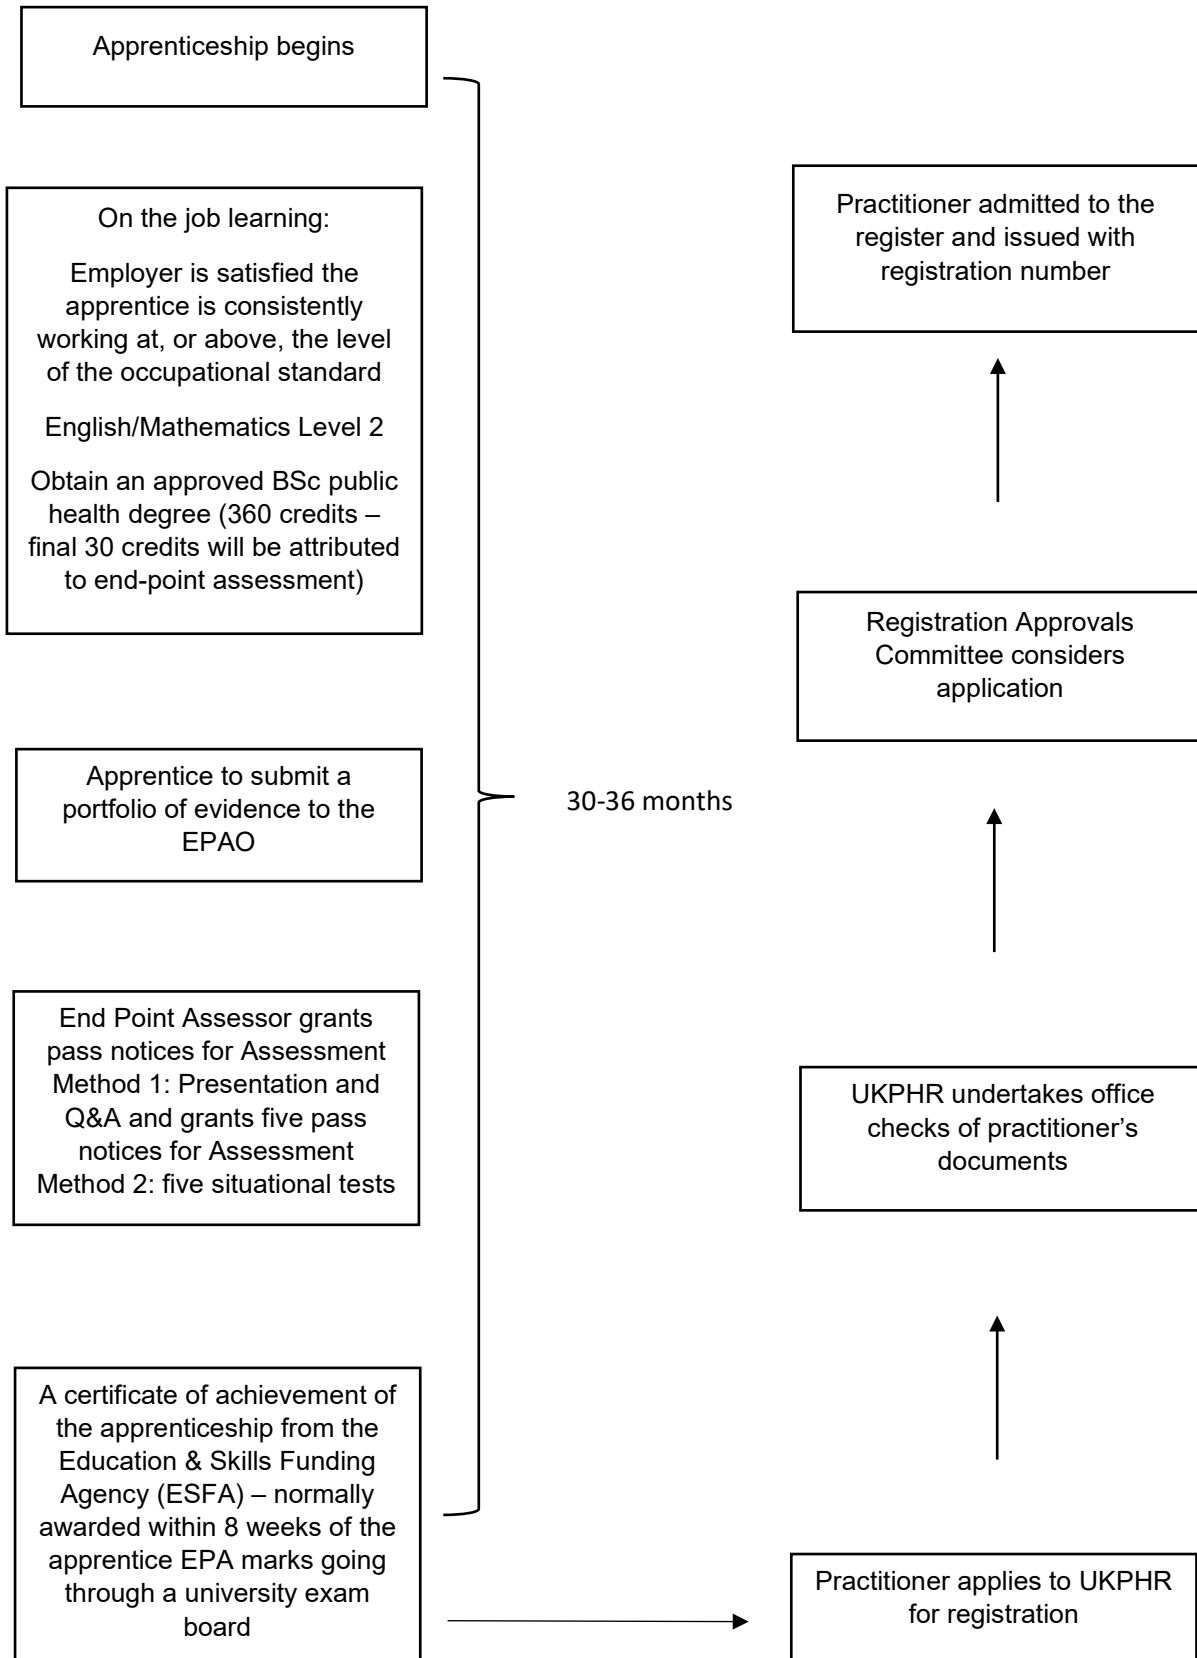 Apprenticeship begins
On the job learning:
Employer is satisfied the
apprentice is consistently
working at, or above, the level
of the occupational standard
English/Mathematics Level 2
Obtain an approved BSc public
health degree (360 credits –
final 30 credits will be attributed
to end-point assessment)
Apprentice to submit a
portfolio of evidence to the
EPAO
End Point Assessor grants
pass notices for Assessment
Method 1: Presentation and
Q&A and grants five pass
notices for Assessment
Method 2: five situational tests
A certificate of achievement of
the apprenticeship from the
Education & Skills Funding
Agency (ESFA) – normally
awarded within 8 weeks of the
apprentice EPA marks going
through a university exam
board
30-36 months
Practitioner admitted to the
register and issued with
registration number
Registration Approvals
Committee considers
application
UKPHR undertakes office
checks of practitioner’s
documents
Practitioner applies to UKPHR
for registration